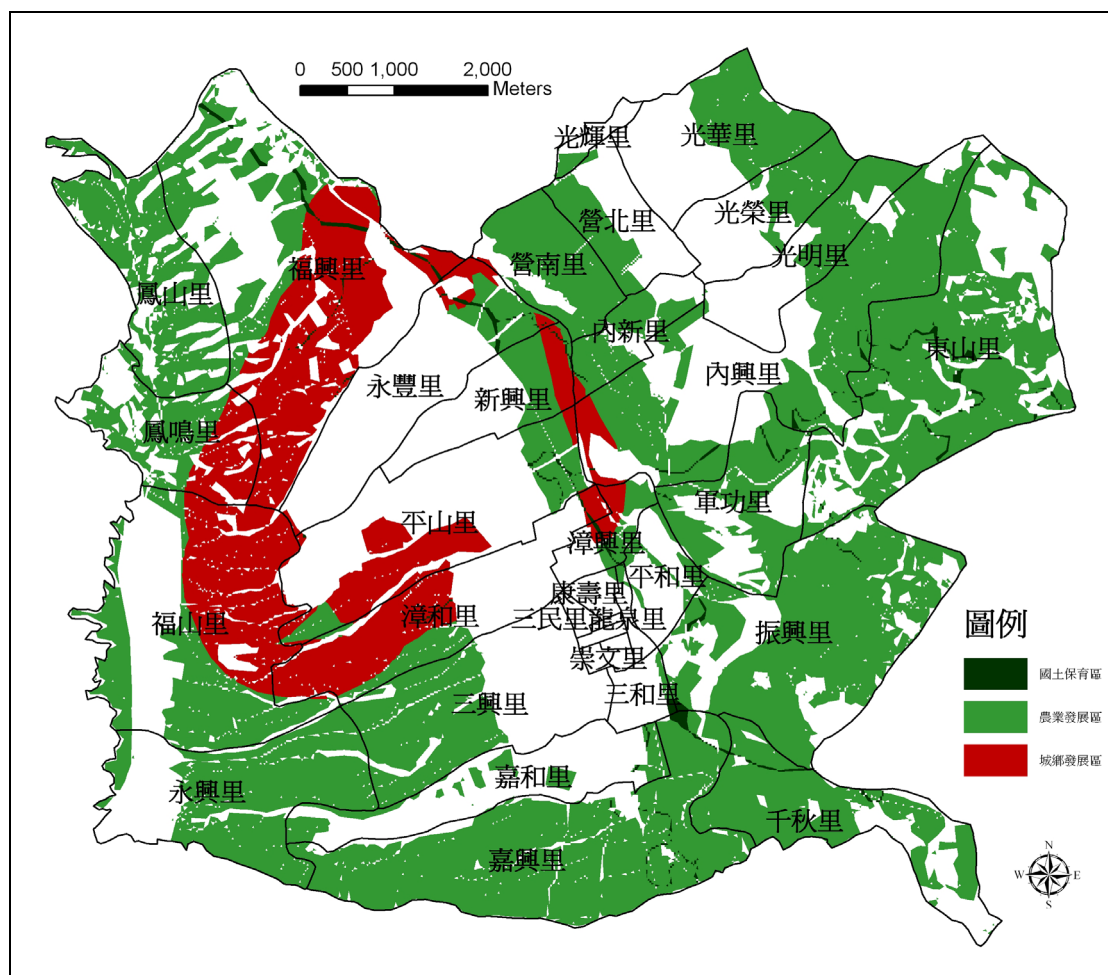 0 500 1,000 2,000
Meters
光輝里
光華里
營北里
光榮里
營南里
光明里
福興里
鳳山里
內新里
東山里
永豐里
內興里
新興里
鳳鳴里
軍功里
平山里
漳興里
平和里
康壽里
漳和里
三民里龍泉里
福山里
振興里
圖例
崇文里
國土保育區
三和里
三興里
農業發展區
城鄉發展區
嘉和里
永興里
千秋里
嘉興里
N
W E
S